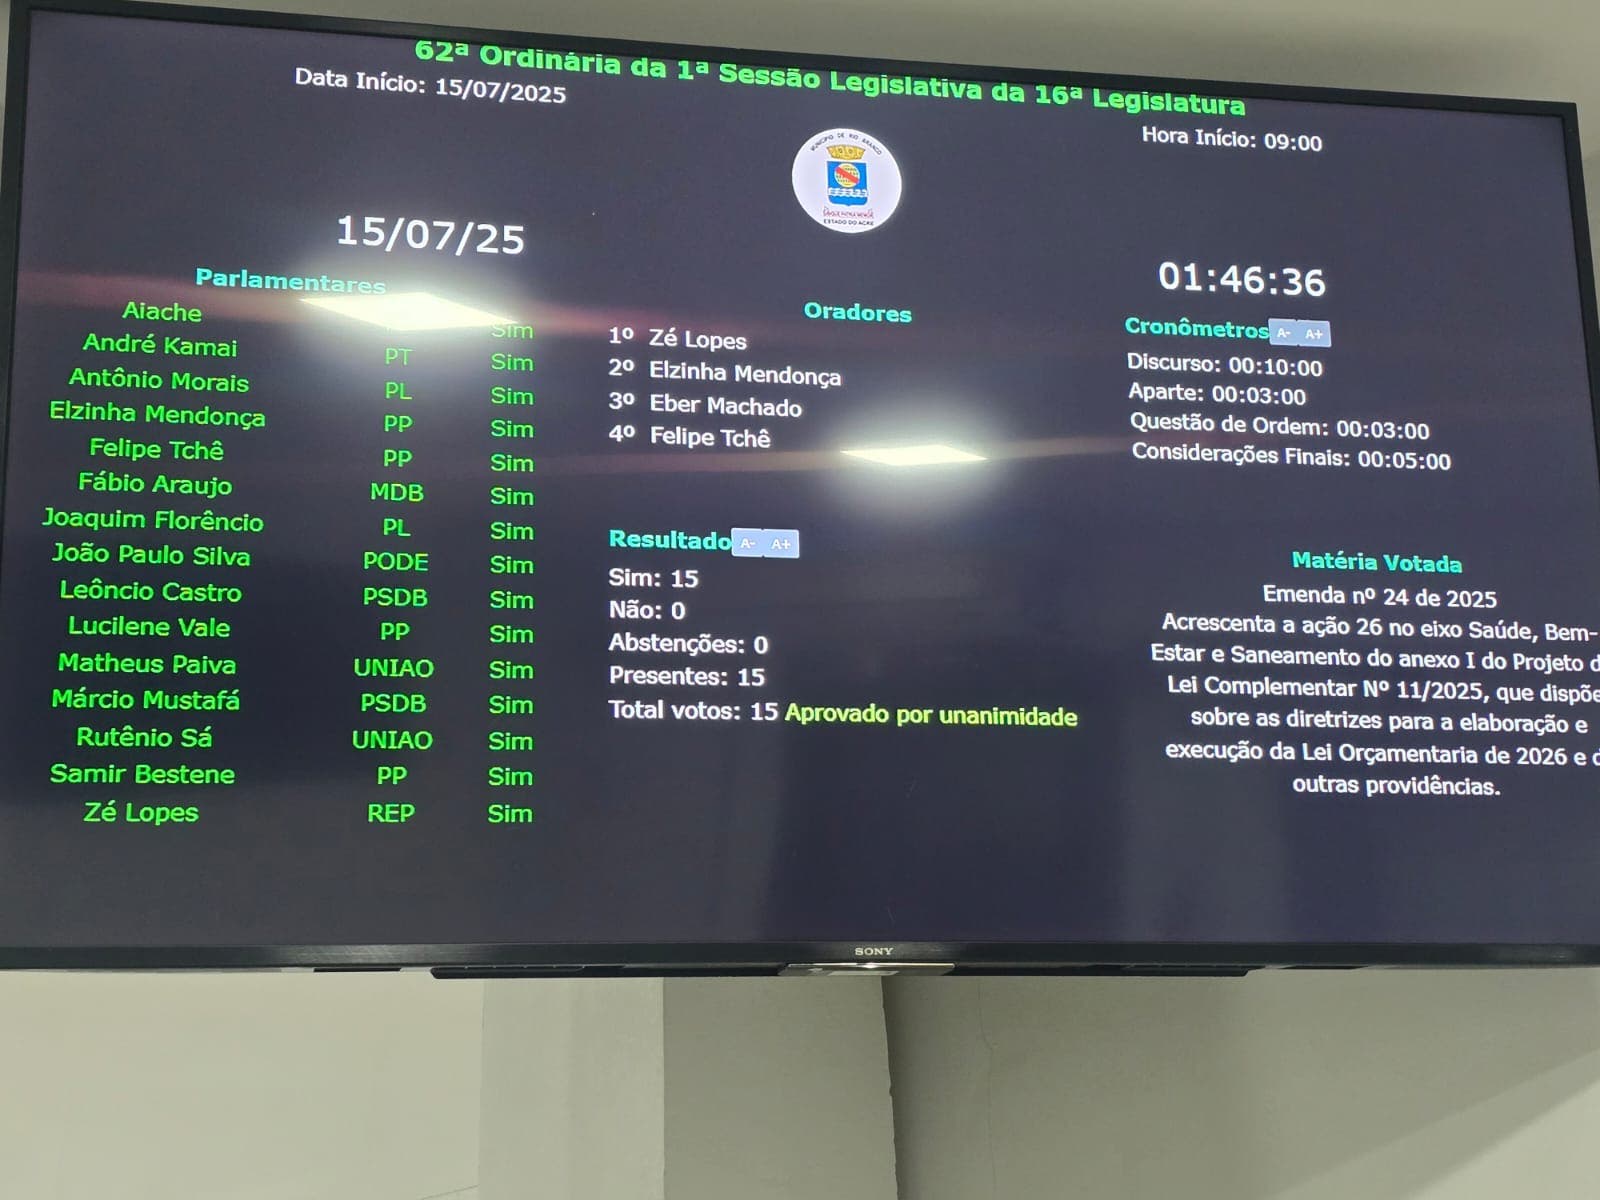 62ª Ordinária da 1ª Sessão Legislativa da 16ª Legislatura
Data Início: 15/07/2025
Hora Início: 09:00
MUNICIPIO DE RIO BRANCO
ESTADO DO ACRE
15/07/25
01:46:36
Parlamentares
Aiache Sim
André Kamai PT Sim
Antônio Morais PL Sim
Elzinha Mendonça PP Sim
Felipe Tchê PP Sim
Fábio Araujo MDB Sim
Joaquim Florêncio PL Sim
João Paulo Silva PODE Sim
Leôncio Castro PSDB Sim
Lucilene Vale PP Sim
Matheus Paiva UNIAO Sim
Márcio Mustafá PSDB Sim
Rutênio Sá UNIAO Sim
Samir Bestene PP Sim
Zé Lopes REP Sim
Oradores
1º Zé Lopes
2º Elzinha Mendonça
3º Eber Machado
4º Felipe Tchê
Resultado A- A+
Sim: 15
Não: 0
Abstenções: 0
Presentes: 15
Total votos: 15 Aprovado por unanimidade
Cronômetros A- A+
Discurso: 00:10:00
Aparte: 00:03:00
Questão de Ordem: 00:03:00
Considerações Finais: 00:05:00
Matéria Votada
Emenda nº 24 de 2025
Acrescenta a ação 26 no eixo Saúde, Bem-
Estar e Saneamento do anexo I do Projeto d
Lei Complementar Nº 11/2025, que dispõe
sobre as diretrizes para a elaboração e
execução da Lei Orçamentaria de 2026 e d
outras providências.
SONY